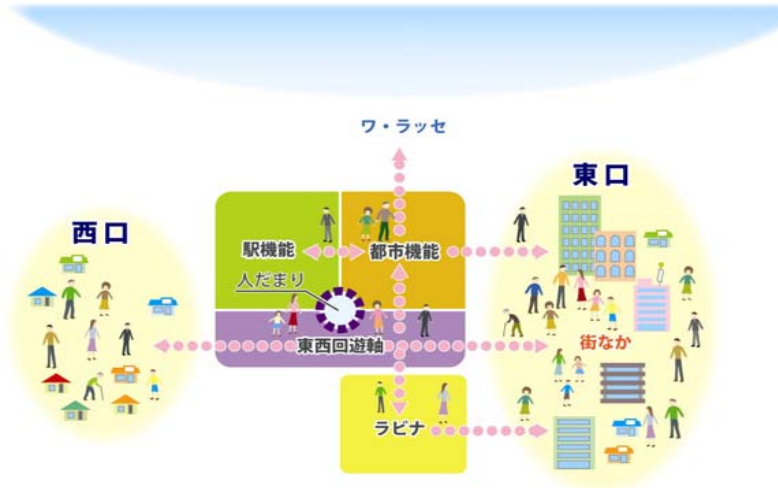 ワ・ラッセ
東口
西口
駅機能
都市機能
人だまり
東西回遊軸
街なか
ラビナ